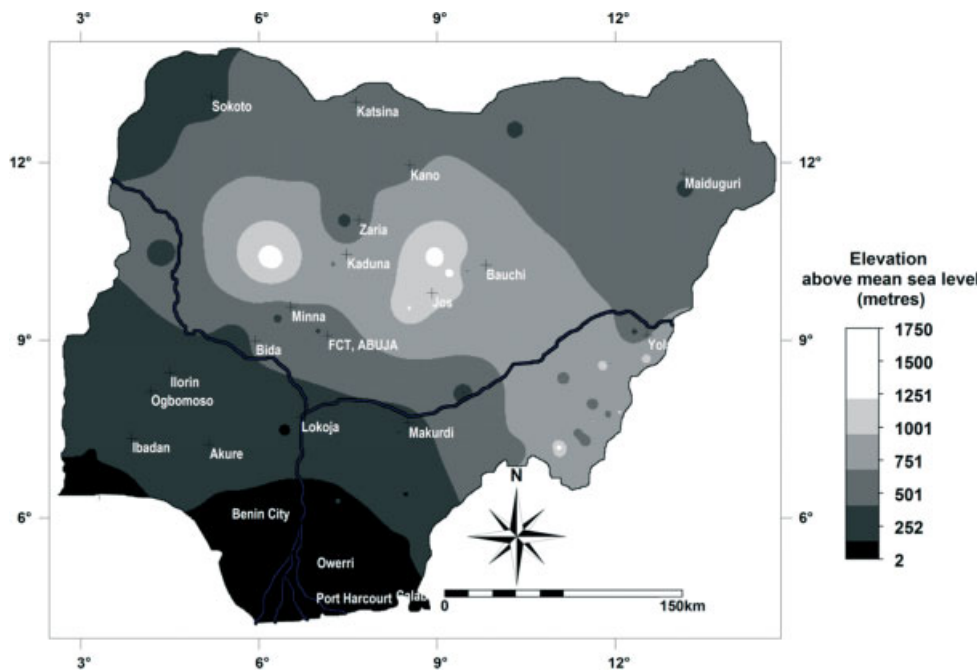 3° 6° 9° 12°
Sokoto
Katsina
12° 12°
Kano
Maiduguri
Zaria
Kaduna
Bauchi
Elevation
above mean sea level
(metres)
Jos
Minna
1750
9° 9°
Bida
FCT, ABUJA
Yol
1500
Ilorin
1251
Ogbomoso
1001
Lokoja
Makurdi
Ibadan
Akure
751
N
501
6° 6°
Benin City
252
Owerri
2
Port Harcourt
Calab
0 150km
3° 6° 9° 12°